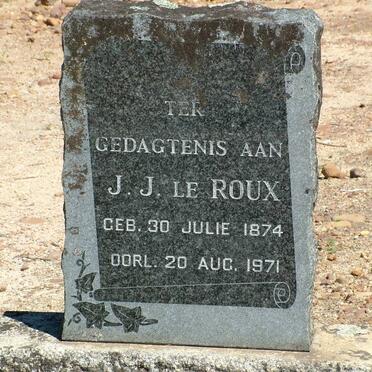 TER
GEDAGTENIS AAN
J. J. LE ROUX
GEB. 30 JULIE 1874
OORL. 20 AUG. 1971